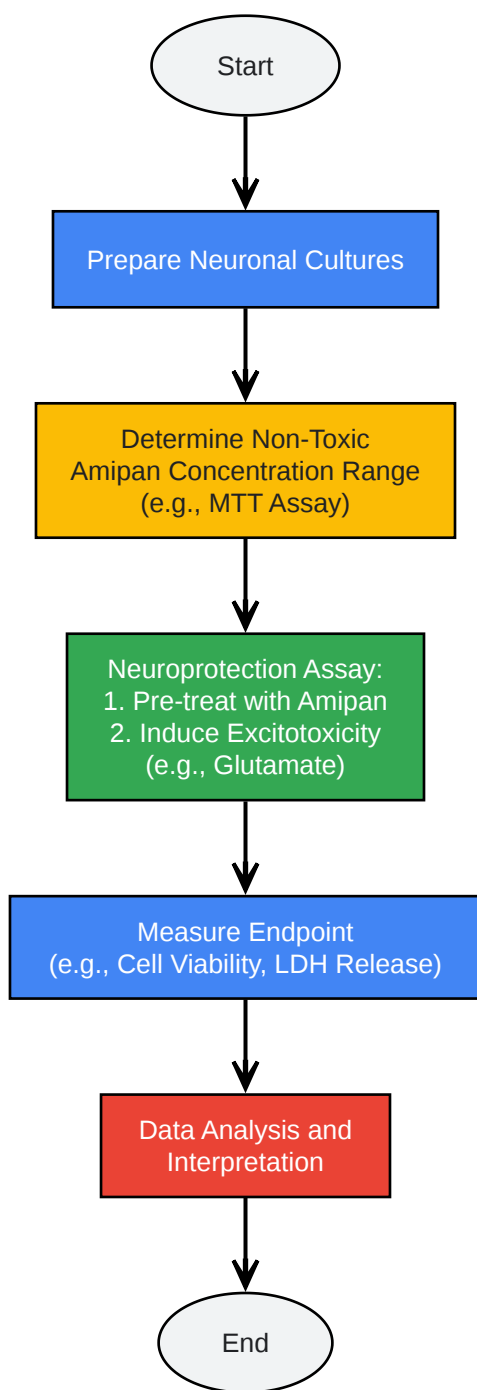 Start
Prepare Neuronal Cultures
Determine Non-Toxic
Amipan Concentration Range
(e.g., MTT Assay)
Neuroprotection Assay:
1. Pre-treat with Amipan
2. Induce Excitotoxicity
(e.g., Glutamate)
Measure Endpoint
(e.g., Cell Viability, LDH Release)
Data Analysis and
Interpretation
End